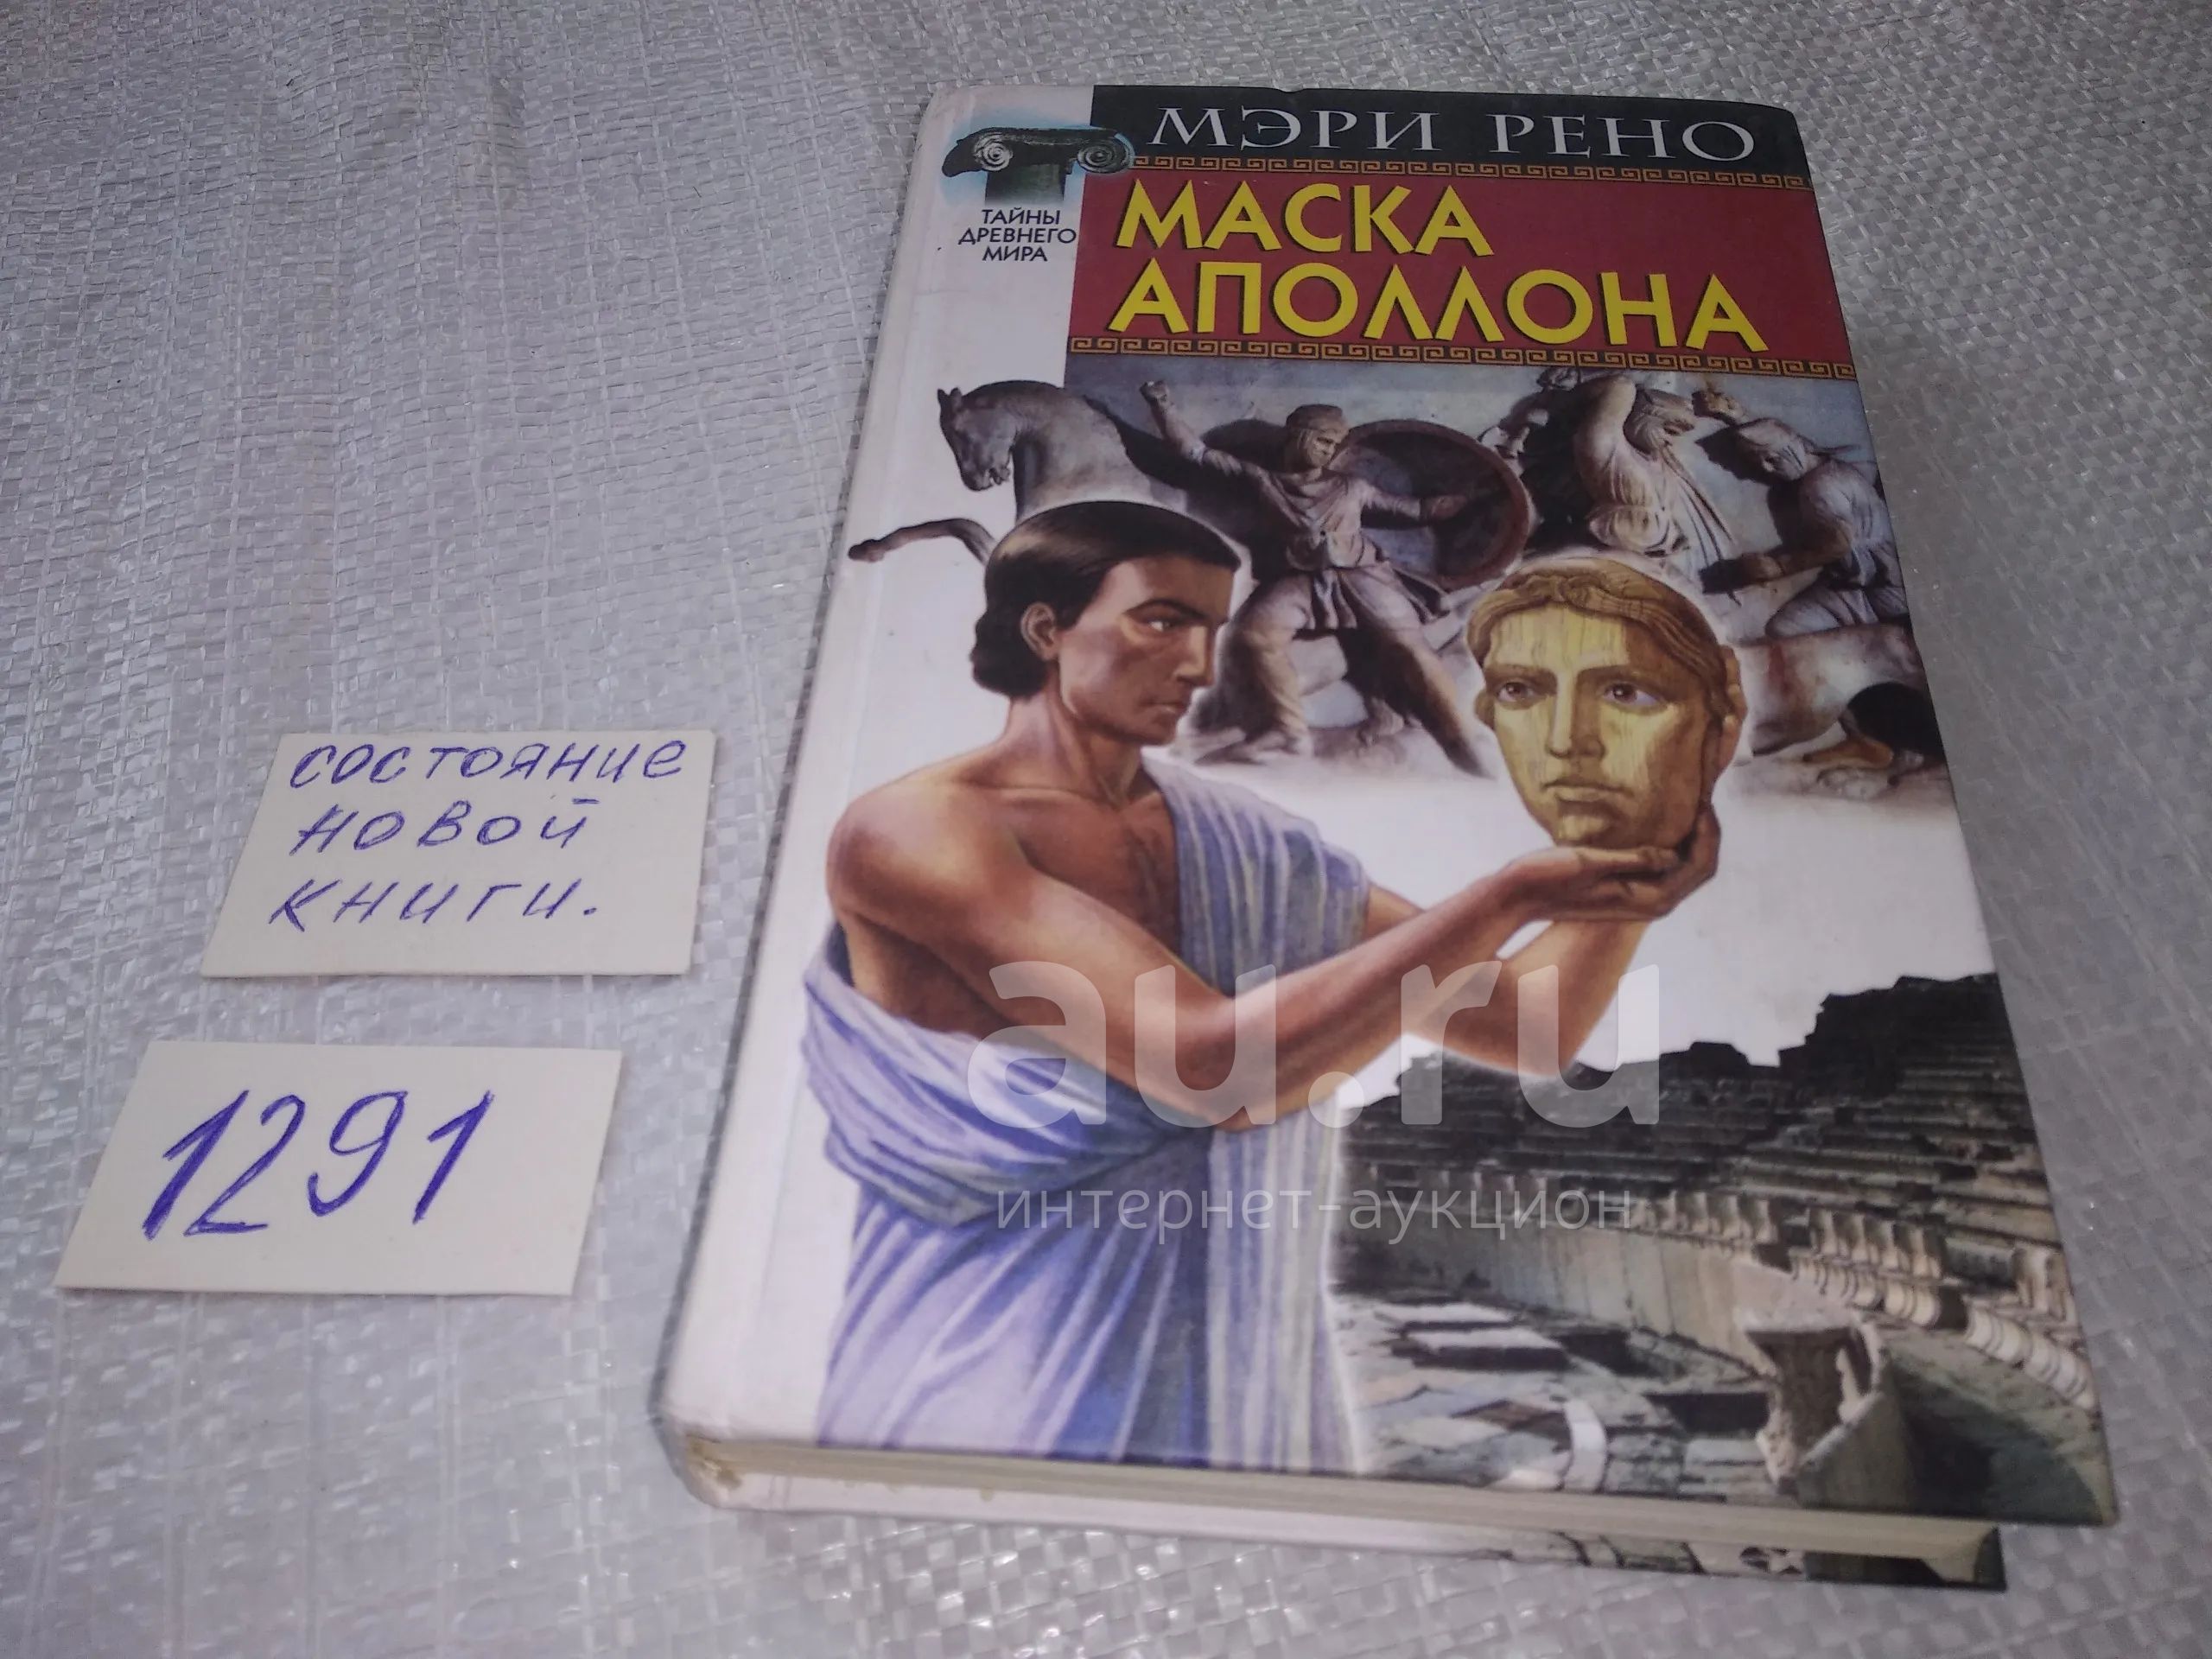 МЭРИ РЕНО
ТАЙНЫ
ДРЕВНЕГО
МИРА
МАСКА
АПОЛЛОНА
состояние
новой
книги.
1291
au.ru
интернет-аукцион